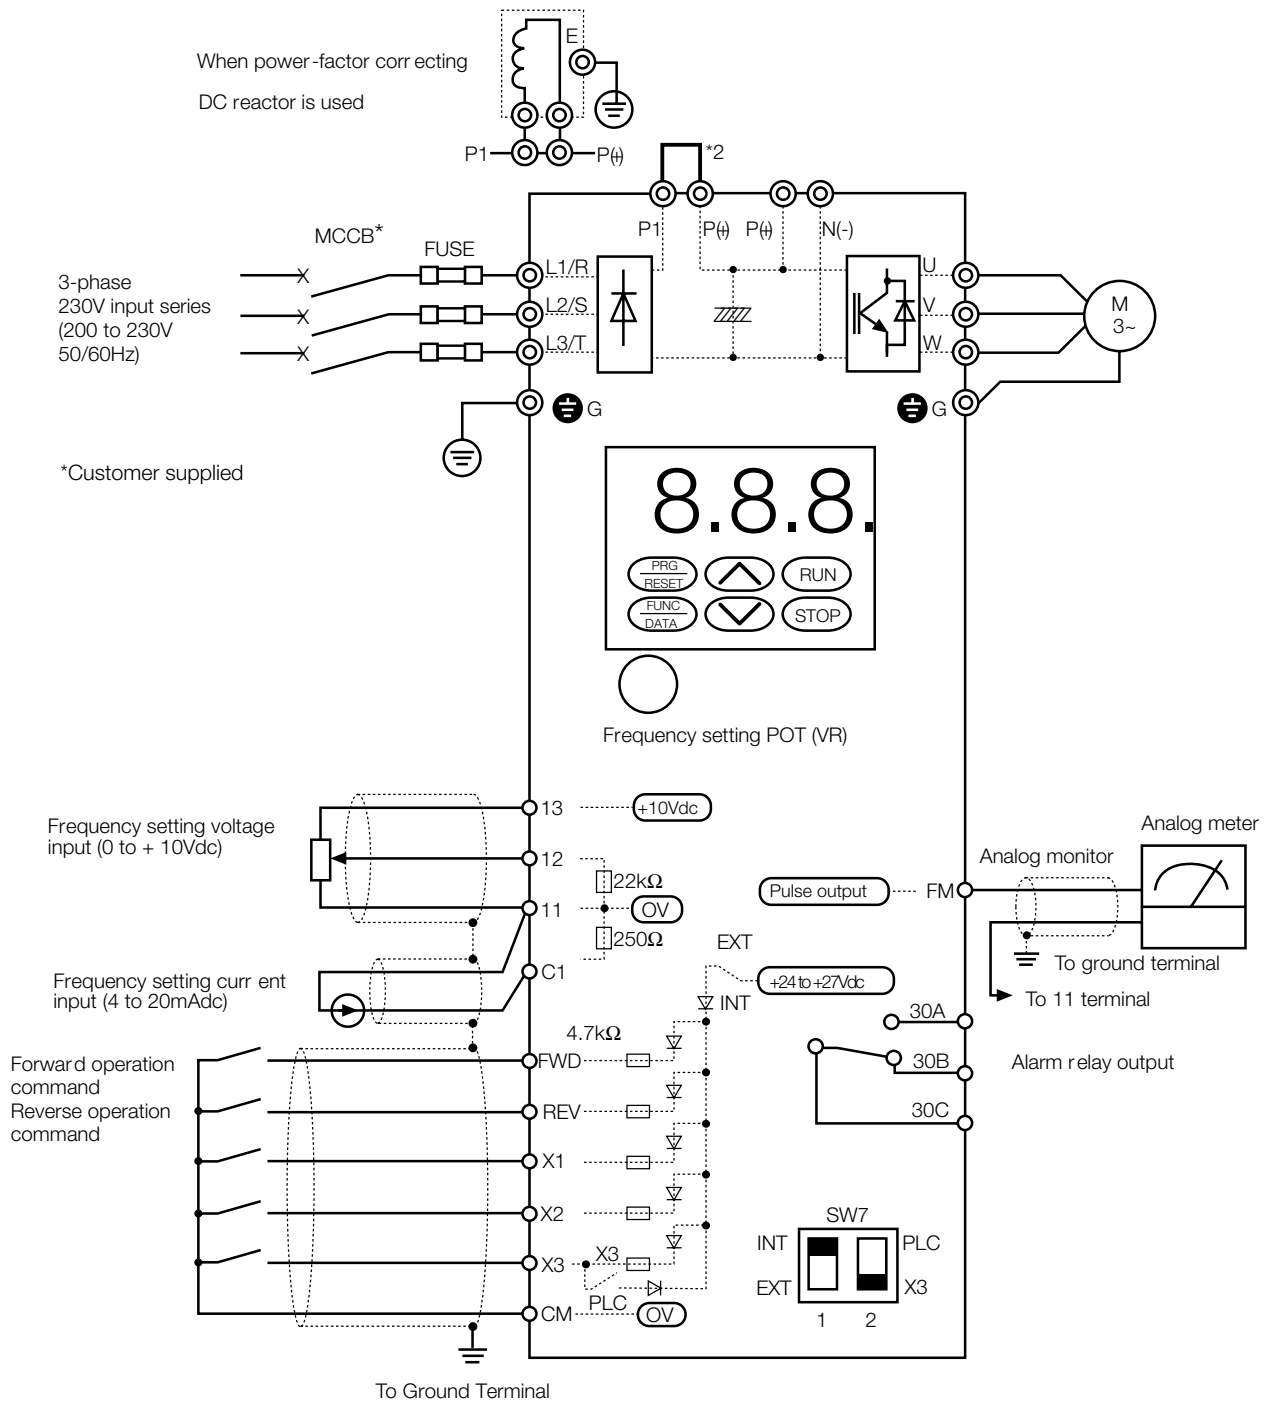 When power-factor corr ecting
DC reactor is used
E
P1
P(+)
*2
P1
P(+)
P(+)
N(-)
MCCB*
FUSE
3-phase
230V input series
(200 to 230V
50/60Hz)
L1/R
L2/S
L3/T
U
V
W
M
3~
G
G
*Customer supplied
8.8.8.
PRG
RESET
RUN
FUNC
DATA
STOP
Frequency setting POT (VR)
Frequency setting voltage
input (0 to + 10Vdc)
13
+10Vdc
12
22kΩ
11
0V
250Ω
C1
Frequency setting curr ent
input (4 to 20mAdc)
Analog meter
Analog monitor
Pulse output
FM
To ground terminal
To 11 terminal
EXT
+24 to +27Vdc
INT
4.7kΩ
30A
30B
30C
Alarm relay output
Forward operation
command
Reverse operation
command
FWD
REV
X1
X2
X3
X3
PLC
CM
0V
SW7
INT
PLC
EXT
X3
1
2
To Ground Terminal